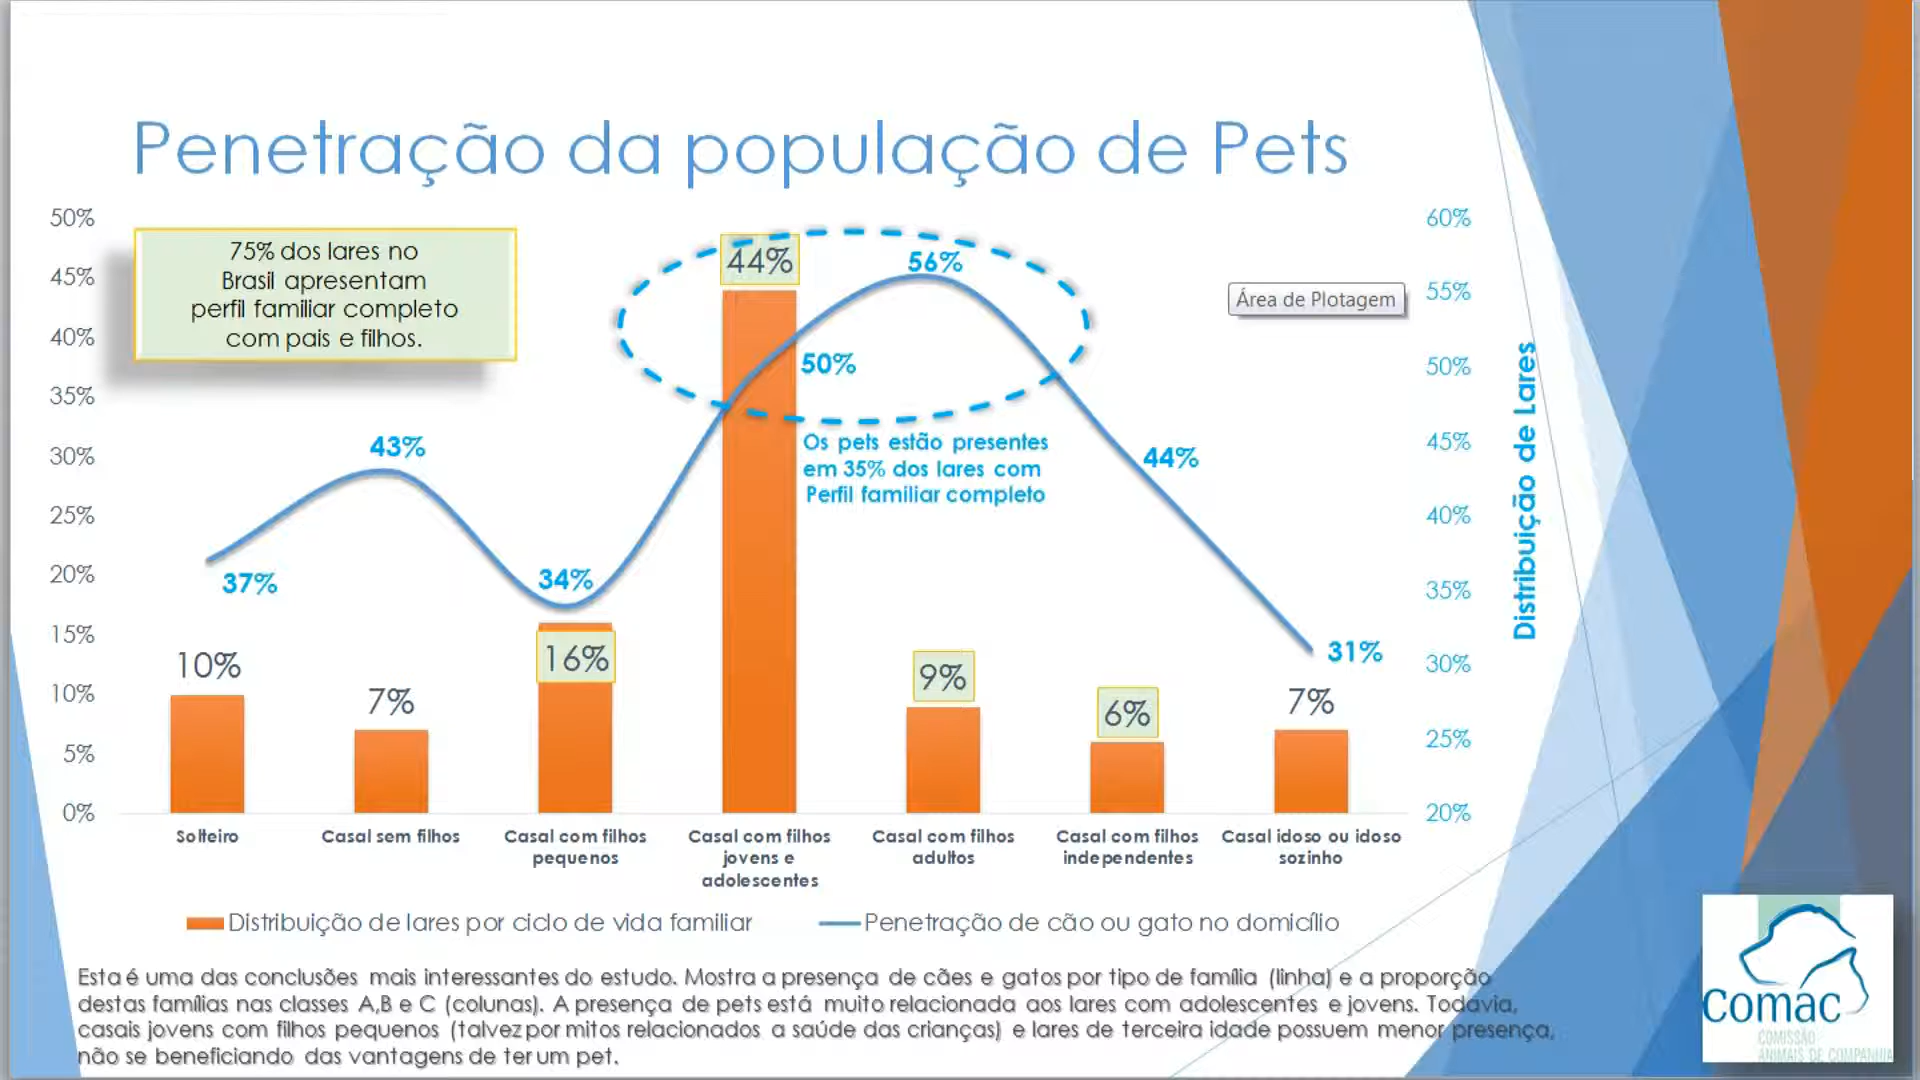 Penetração da população de Pets
50%
45%
40%
35%
30%
25%
20%
15%
10%
5%
0%
75% dos lares no
Brasil apresentam
perfil familiar completo
com pais e filhos.
44%
56%
50%
Os pets estão presentes
em 35% dos lares com
Perfil familiar completo
43%
37%
34%
44%
31%
10%
7%
16%
9%
6%
7%
Área de Plotagem
60%
55%
50%
45%
40%
35%
30%
25%
20%
Distribuição de Lares
Solteiro
Casal sem filhos
Casal com filhos
pequenos
Casal com filhos
jovens e
adolescentes
Casal com filhos
adultos
Casal com filhos
independentes
Casal idoso ou idoso
sozinho
Distribuição de lares por ciclo de vida familiar
Penetração de cão ou gato no domicílio
Esta é uma das conclusões mais interessantes do estudo. Mostra a presença de cães e gatos por tipo de família (linha) e a proporção
destas famílias nas classes A,B e C (colunas). A presença de pets está muito relacionada aos lares com adolescentes e jovens. Todavia,
casais jovens com filhos pequenos (talvez por mitos relacionados a saúde das crianças) e lares de terceira idade possuem menor presença,
não se beneficiando das vantagens de ter um pet.
Comac
COMISSÃO
ANIMAIS DE COMPANHIA